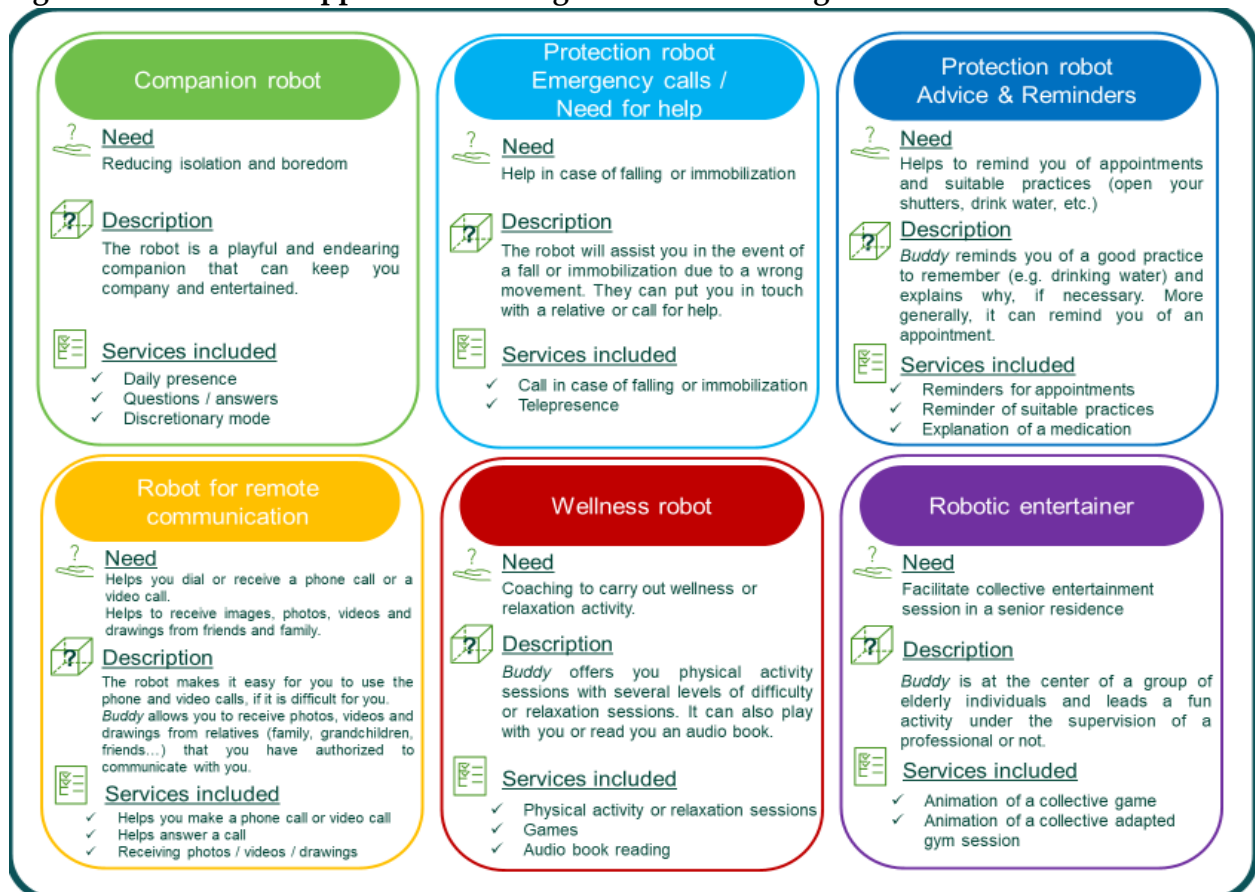 Companion robot
Need
Reducing isolation and boredom
Description
The robot is a playful and endearing
companion that can keep you
company and entertained.
Services included
✓ Daily presence
✓ Questions / answers
✓ Discretionary mode
Protection robot
Emergency calls /
Need for help
Need
Help in case of falling or immobilization
Description
The robot will assist you in the event of
a fall or immobilization due to a wrong
movement. They can put you in touch
with a relative or call for help.
Services included
✓ Call in case of falling or immobilization
✓ Telepresence
Protection robot
Advice & Reminders
Need
Helps to remind you of appointments
and suitable practices (open your
shutters, drink water, etc.)
Description
Buddy reminds you of a good practice
to remember (e.g. drinking water) and
explains why, if necessary. More
generally, it can remind you of an
appointment.
Services included
✓ Reminders for appointments
✓ Reminder of suitable practices
✓ Explanation of a medication
Robot for remote
communication
Need
Helps you dial or receive a phone call or a
video call.
Helps to receive images, photos, videos and
drawings from friends and family.
Description
The robot makes it easy for you to use the
phone and video calls, if it is difficult for you.
Buddy allows you to receive photos, videos and
drawings from relatives (family, grandchildren,
friends...) that you have authorized to
communicate with you.
Services included
✓ Helps you make a phone call or video call
✓ Helps answer a call
✓ Receiving photos / videos / drawings
Wellness robot
Need
Coaching to carry out wellness or
relaxation activity.
Description
Buddy offers you physical activity
sessions with several levels of difficulty
or relaxation sessions. It can also play
with you or read you an audio book.
Services included
✓ Physical activity or relaxation sessions
✓ Games
✓ Audio book reading
Robotic entertainer
Need
Facilitate collective entertainment
session in a senior residence
Description
Buddy is at the center of a group of
elderly individuals and leads a fun
activity under the supervision of a
professional or not.
Services included
✓ Animation of a collective game
✓ Animation of a collective adapted
gym session